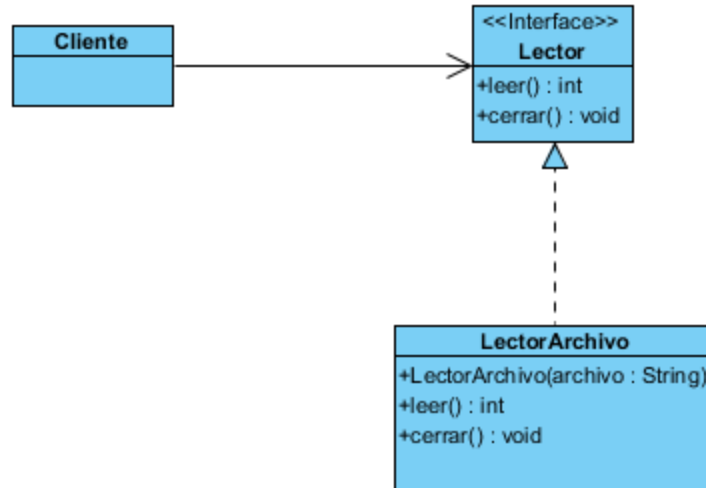 Cliente
<<Interface>>
Lector
+leer() : int
+cerrar() : void
LectorArchivo
+LectorArchivo(archivo : String)
+leer() : int
+cerrar() : void